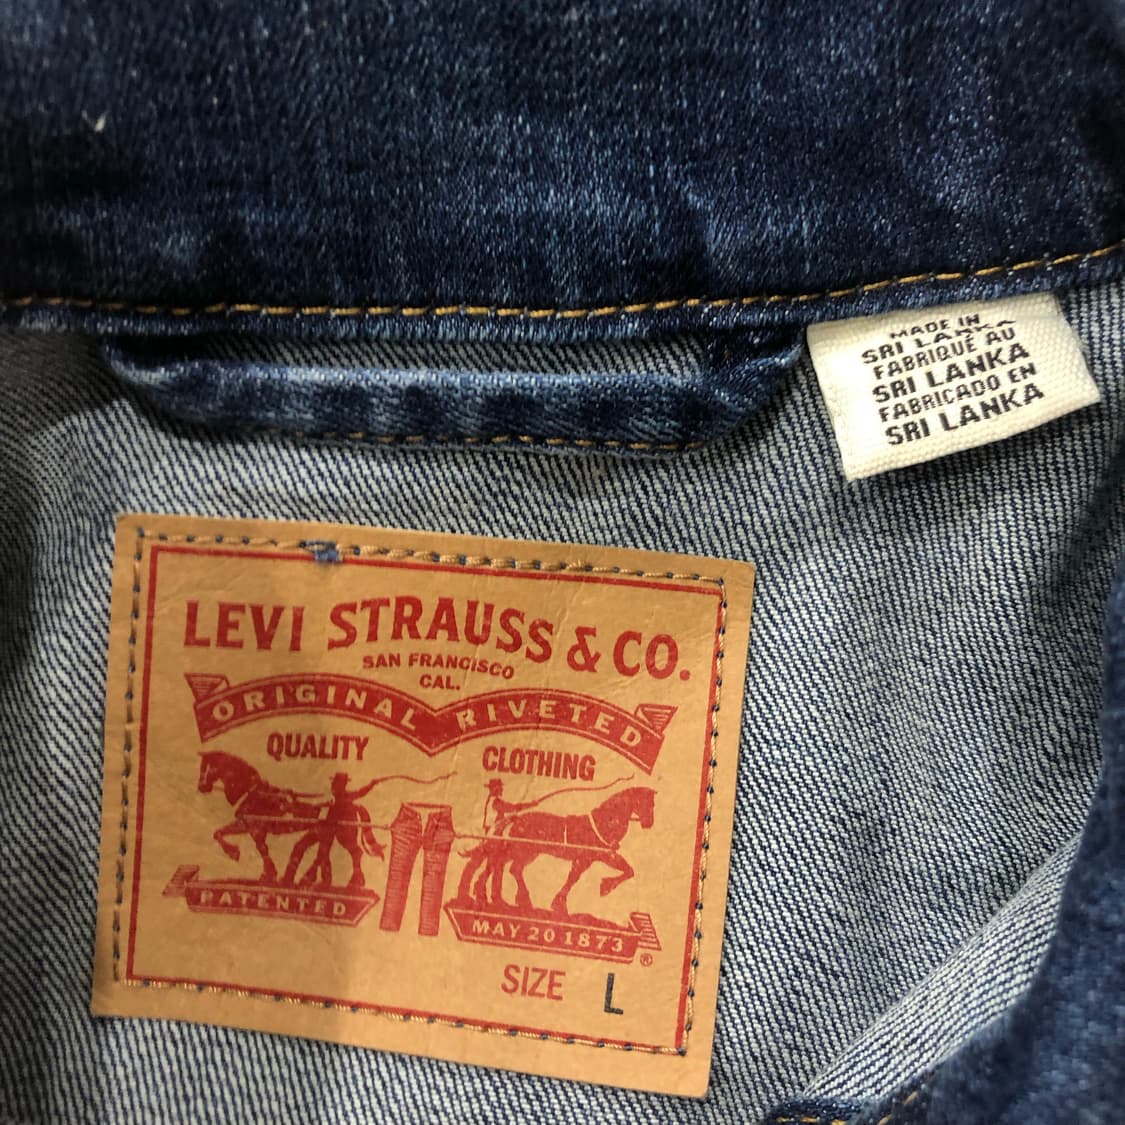 MADE IN
SRI LANKA
FABRIQUÉ AU
SRI LANKA
FABRICADO EN
SRI LANKA
LEVI STRAUSS & CO.
SAN FRANCISCO
CAL.
ORIGINAL RIVETED
QUALITY CLOTHING
PATENTED
MAY 20 1873
®
SIZE L